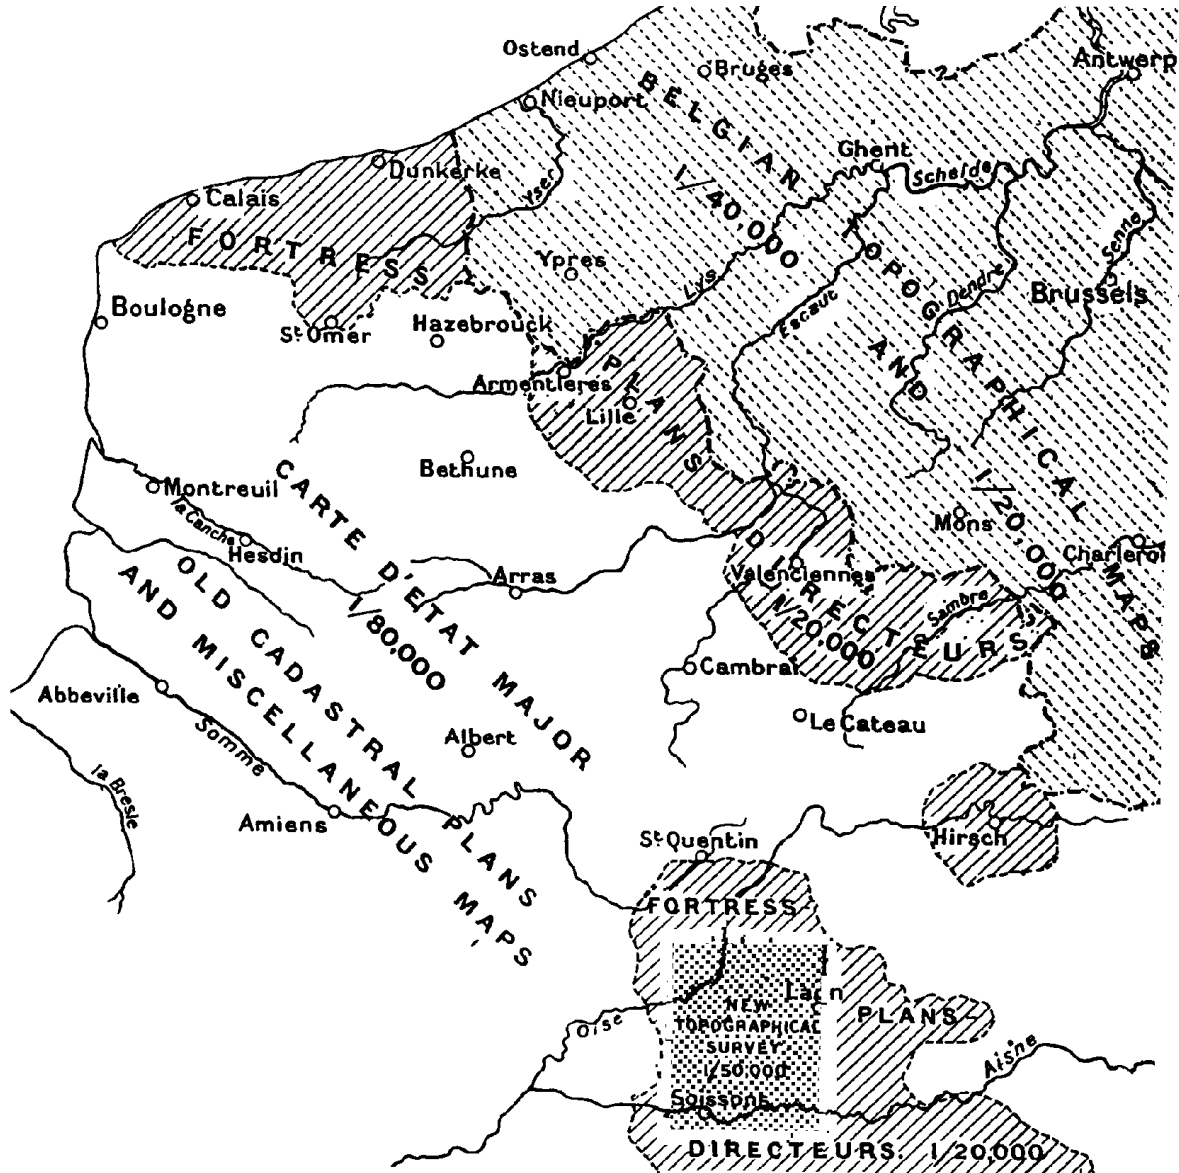 Ostend
Bruges
Antwerp
Nieuport
BELGIAN TOPOGRAPHICAL MAPS
1/40,000 AND 1/20,000
Ghent
Schelde
Dunkerke
Calais
Yser
FORTRESS PLANS DIRECTEURS
1/20.000
Senne
Ypres
Lys
Dendre
Escaut
Brussels
Boulogne
St. Omer
Hazebrouck
Armentieres
Lille
Bethune
Montreuil
la Canche
Hesdin
CARTE D'ETAT MAJOR
1/80,000
OLD CADASTRAL PLANS
AND MISCELLANEOUS MAPS
Mons
Charleroi
Arras
Valenciennes
Sambre
Cambrai
Abbeville
Le Cateau
Somme
Albert
la Bresle
Amiens
St. Quentin
Hirsch
FORTRESS
PLANS
DIRECTEURS. 1/20,000
Laon
NEW
TOPOGRAPHICAL
SURVEY
1/50,000
Oise
Aisne
Soissons